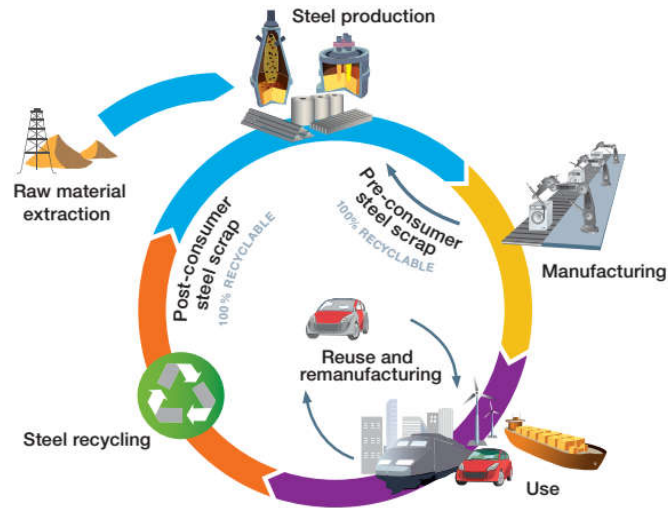 Steel production
Raw material
extraction
Pre-consumer
steel scrap
100% RECYCLABLE
Post-consumer
steel scrap
100% RECYCLABLE
Manufacturing
Reuse and
remanufacturing
Steel recycling
Use